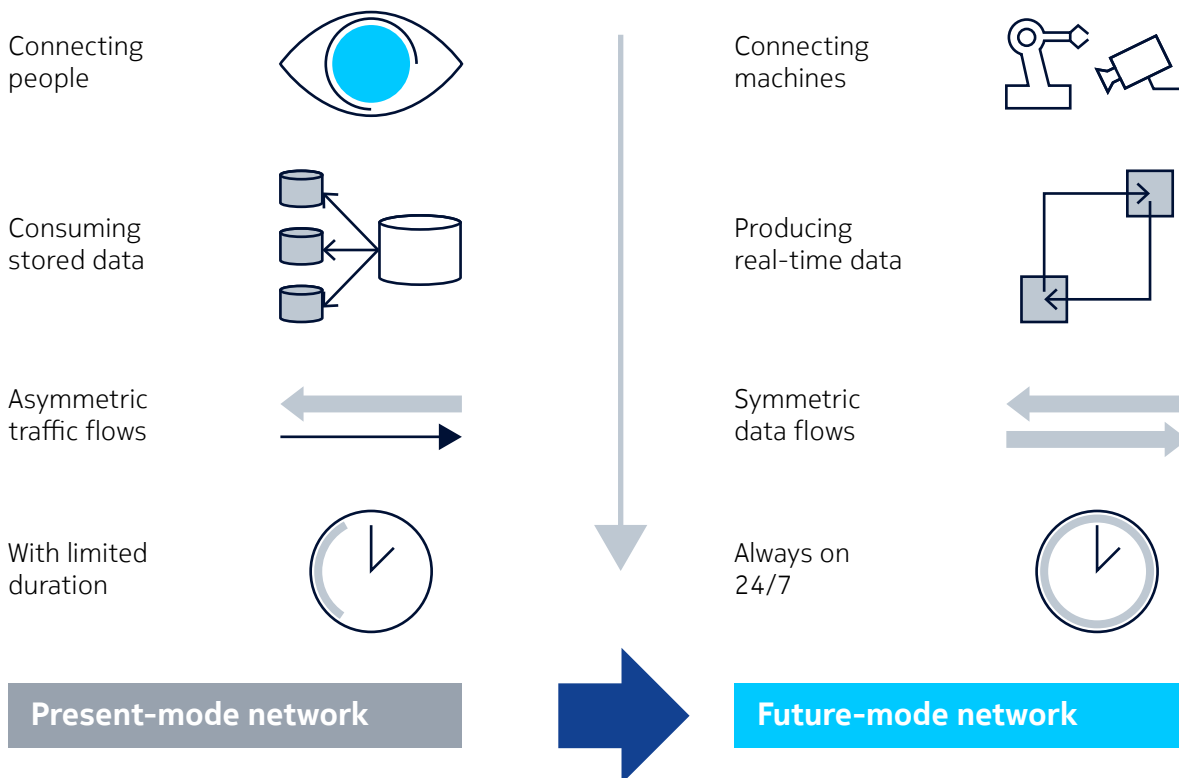 Connecting
people
Consuming
stored data
Asymmetric
traffic flows
With limited
duration
Present-mode network
Connecting
machines
Producing
real-time data
Symmetric
data flows
Always on
24/7
Future-mode network